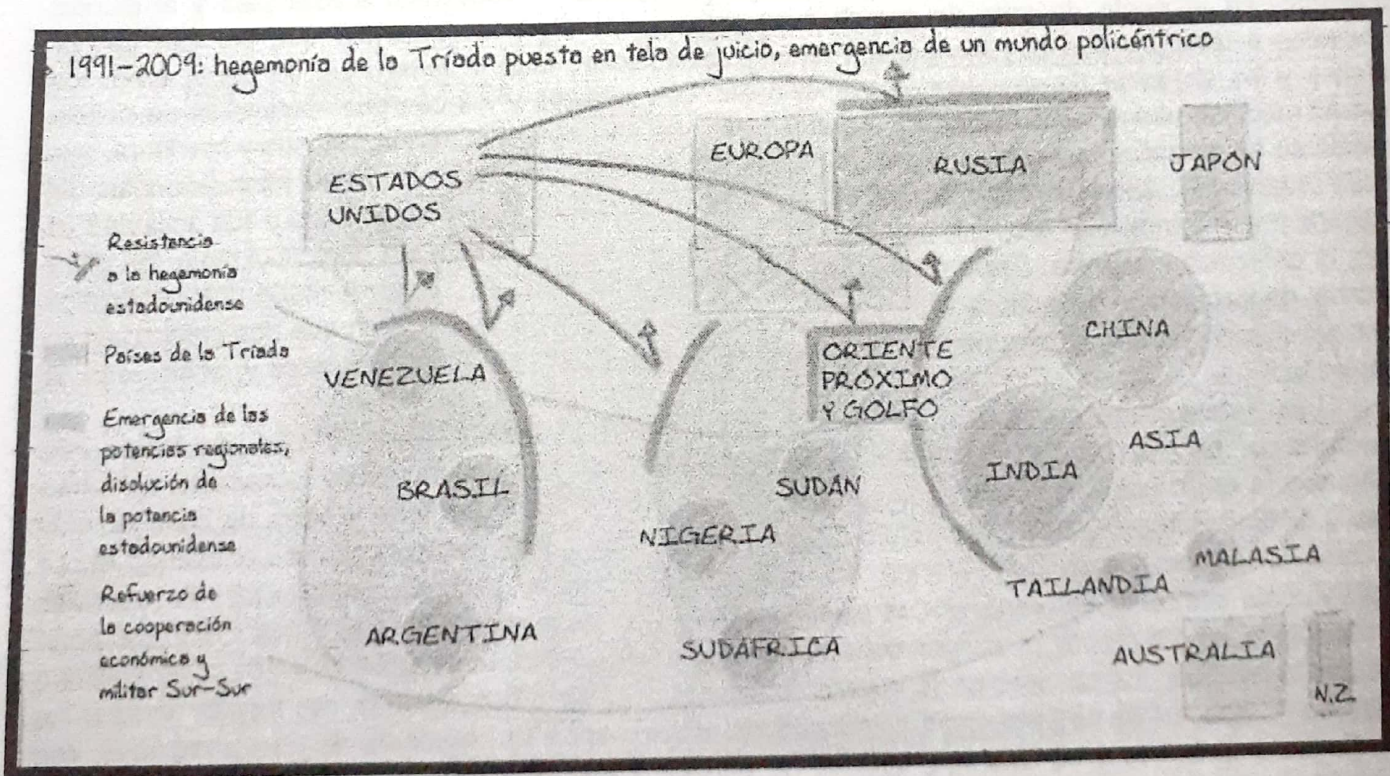 1991-2009: hegemonía de la Tríada puesta en tela de juicio, emergencia de un mundo policéntrico
ESTADOS
UNIDOS
EUROPA
RUSIA
JAPÓN
Resistencia
a la hegemonía
estadounidense
Países de la Tríada
Emergencia de las
potencias regionales,
disolución de
la potencia
estadounidense
Refuerzo de
la cooperación
económica y
militar Sur-Sur
VENEZUELA
BRASIL
ARGENTINA
ORIENTE
PRÓXIMO
Y GOLFO
SUDÁN
NIGERIA
SUDÁFRICA
CHINA
ASIA
INDIA
MALASIA
TAILANDIA
AUSTRALIA
N.Z.